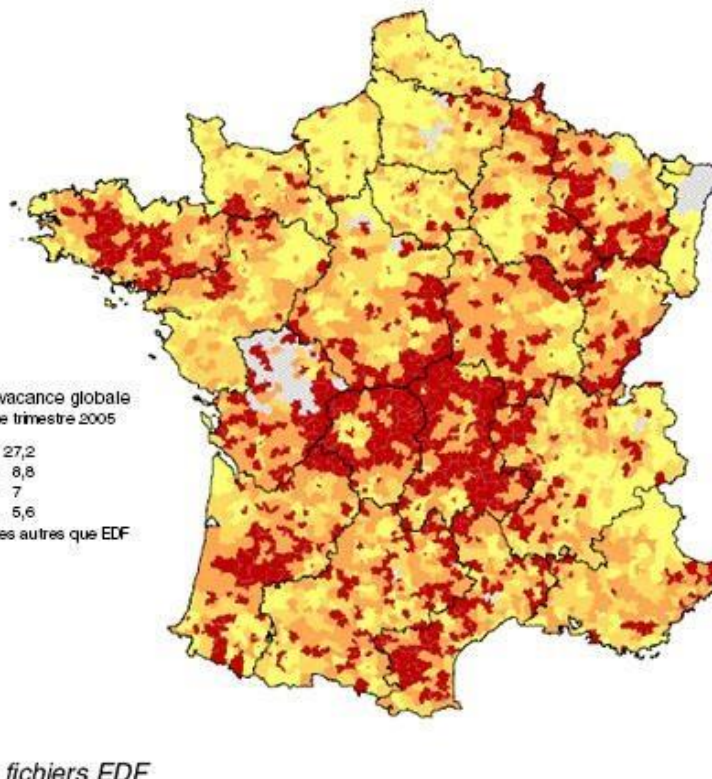 vacance globale
e trimestre 2005
27,2
8,8
7
5,6
es autres que EDF
fichiers EDF